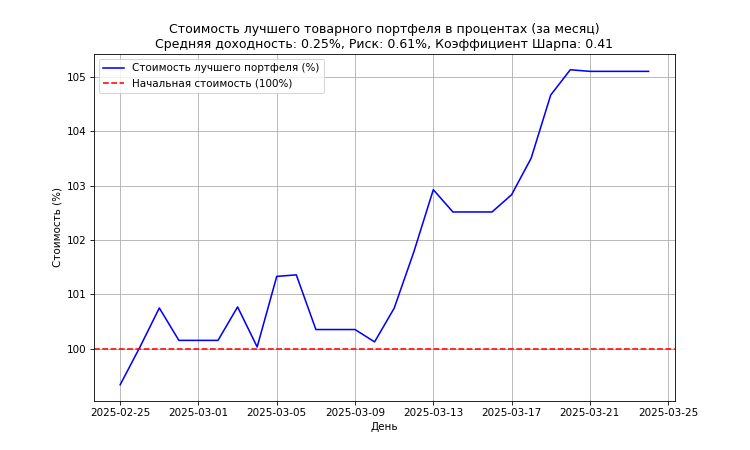 Стоимость лучшего товарного портфеля в процентах (за месяц)
Средняя доходность: 0.25%, Риск: 0.61%, Коэффициент Шарпа: 0.41
Стоимость лучшего портфеля (%)
Начальная стоимость (100%)
Стоимость (%)
105
104
103
102
101
100
2025-02-25 2025-03-01 2025-03-05 2025-03-09 2025-03-13 2025-03-17 2025-03-21 2025-03-25
День